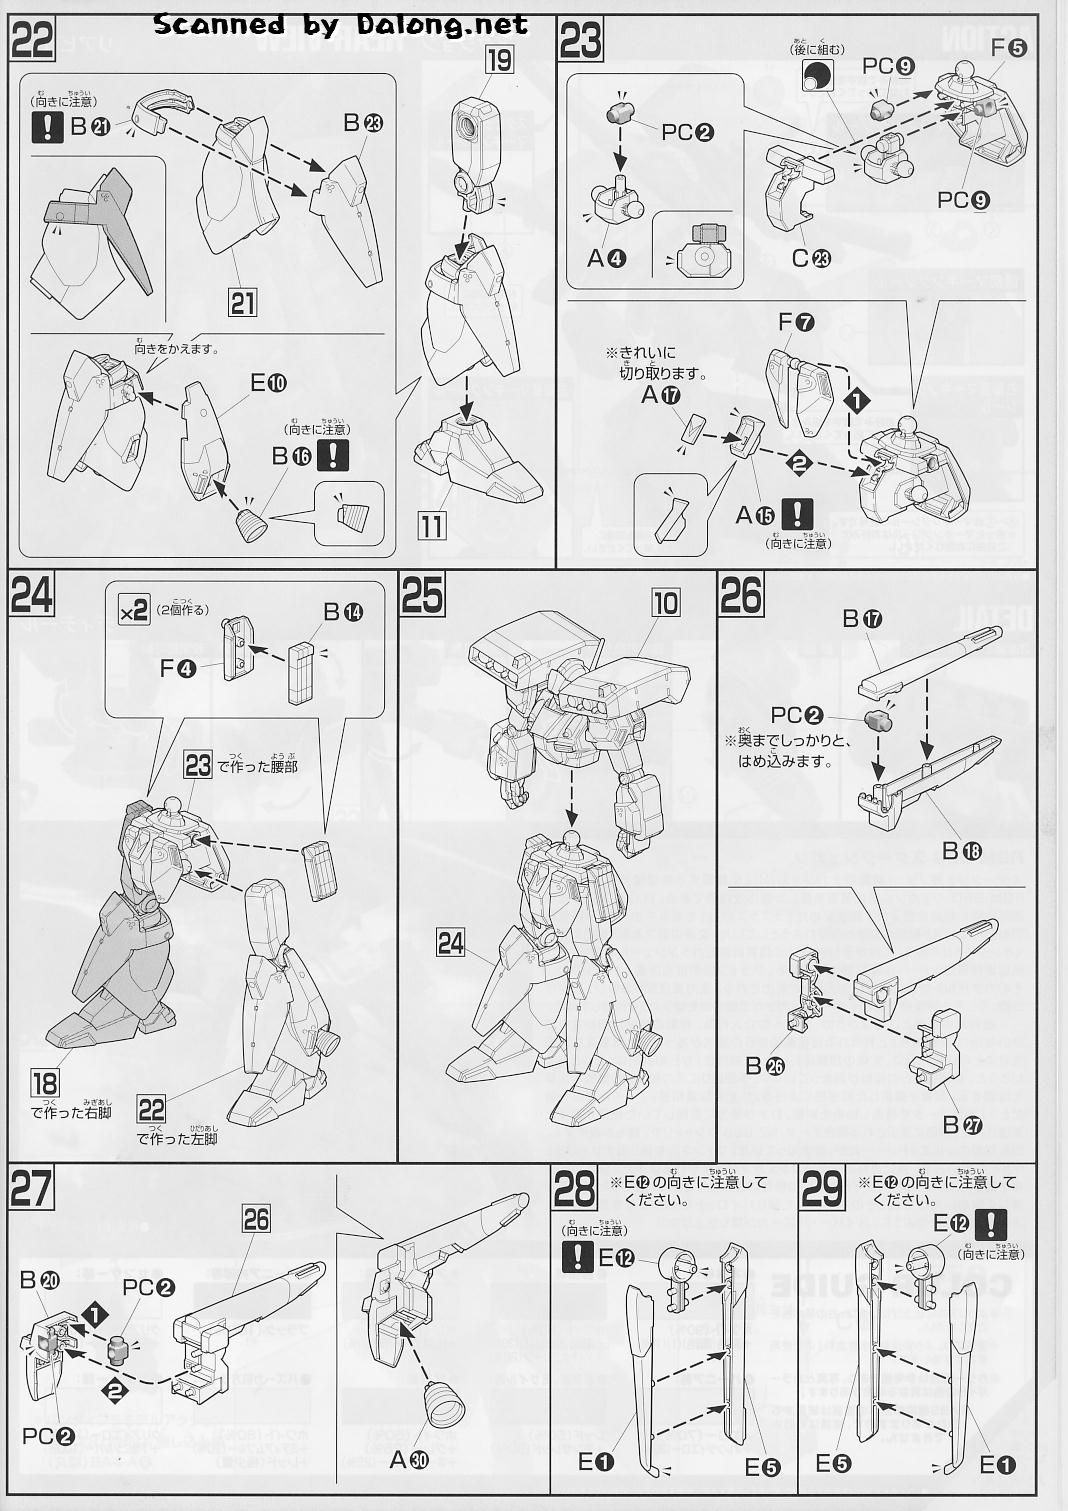 Scanned by Dalong.net
22
(向きに注意)
! B21
B23
21
向きをかえます。
E10
(向きに注意)
B16 !
19
11
23
(後に組む)
PC9
F5
PC2
A4
C23
PC9
F7
※きれいに
切り取ります。
A17
1
2
A15 !
(向きに注意)
24
×2 (2個作る)
B14
F4
23 で作った腰部
18
で作った右脚
22
で作った左脚
25
10
24
26
B17
PC2
※奥までしっかりと、
はめ込みます。
B18
B26
B27
27
26
B20
PC2
1
2
PC2
A30
28
※E12の向きに注意して
ください。
(向きに注意)
! E12
E1
E5
29
※E12の向きに注意して
ください。
E12 !
(向きに注意)
E5
E1